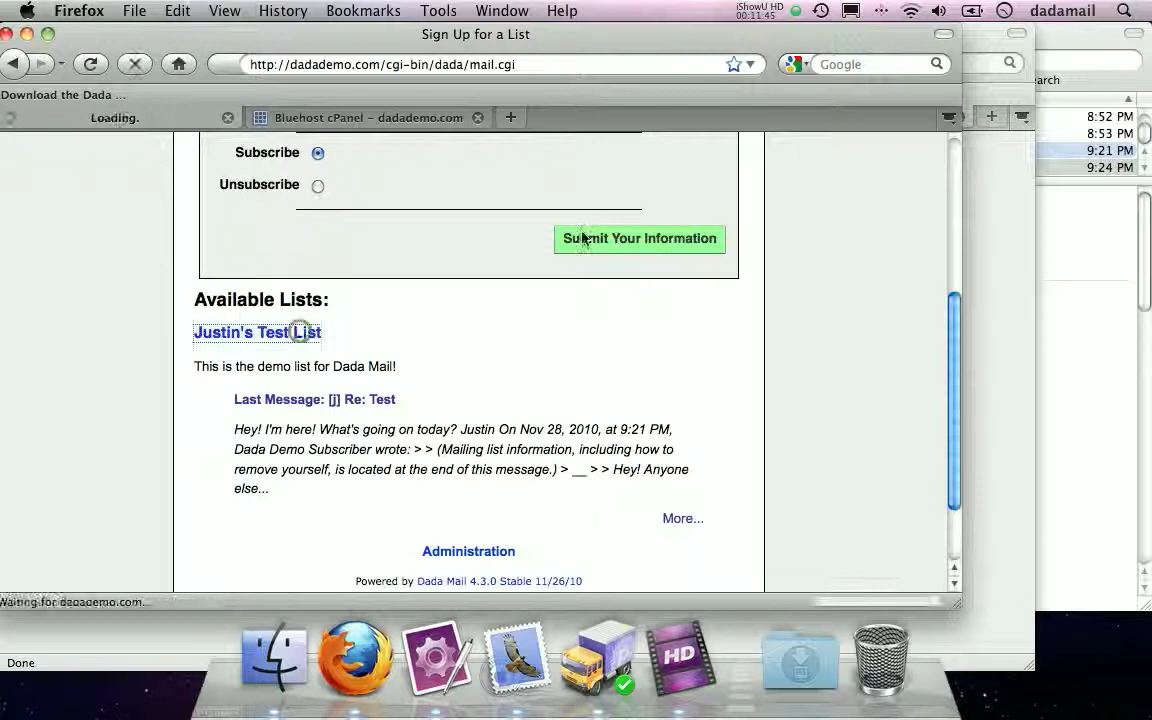 Firefox File Edit View History Bookmarks Tools Window Help iShowU HD 00:11:45 dadamail
Sign Up for a List
http://dadademo.com/cgi-bin/dada/mail.cgi Google
arch
Download the Dada ...
Loading. Bluehost cPanel – dadademo.com
8:52 PM
8:53 PM
9:21 PM
9:24 PM
Subscribe
Unsubscribe
Submit Your Information
Available Lists:
Justin's Test List
This is the demo list for Dada Mail!
Last Message: [j] Re: Test
Hey! I'm here! What's going on today? Justin On Nov 28, 2010, at 9:21 PM,
Dada Demo Subscriber wrote: > > (Mailing list information, including how to
remove yourself, is located at the end of this message.) > __ > > Hey! Anyone
else...
More...
Administration
Powered by Dada Mail 4.3.0 Stable 11/26/10
Waiting for dadademo.com.
Done
HD